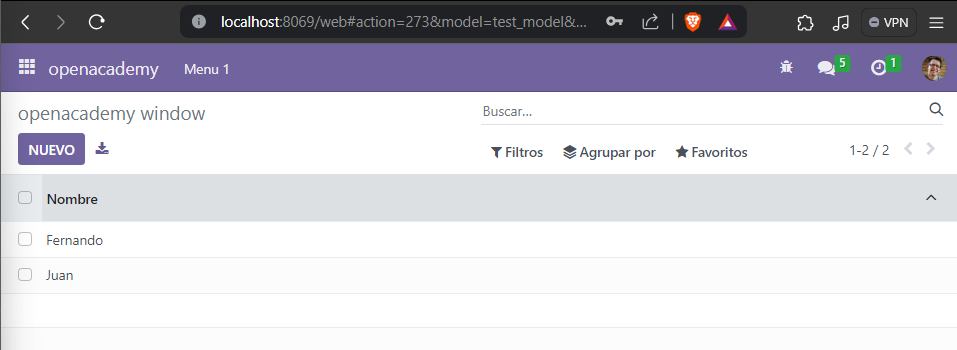 localhost:8069/web#action=273&model=test_model&...
VPN
openacademy Menu 1 5 1
openacademy window
Buscar...
NUEVO
Filtros Agrupar por Favoritos 1-2 / 2
Nombre
Fernando
Juan